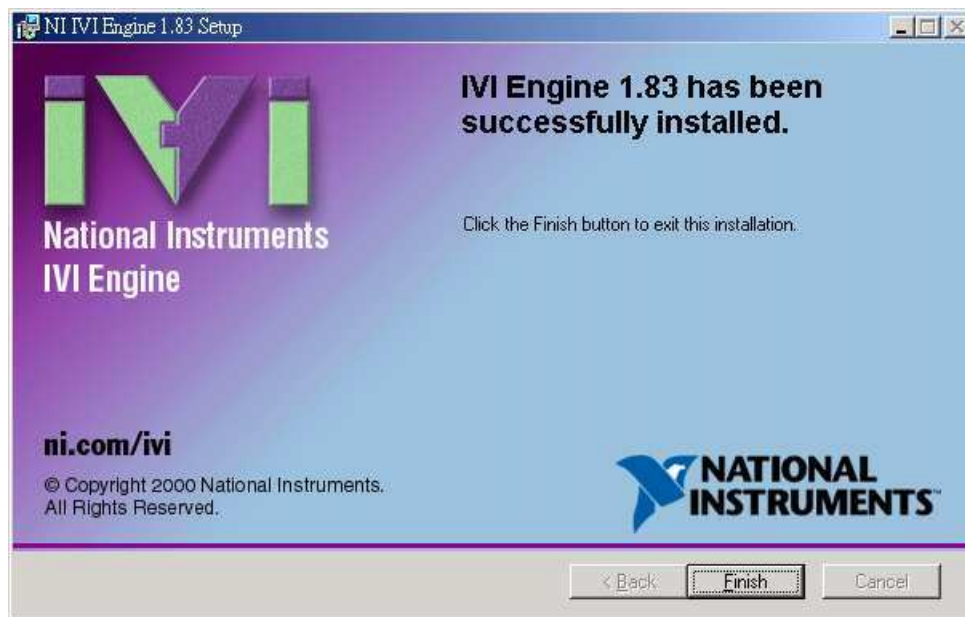 NI IVI Engine 1.83 Setup
iVi
National Instruments
IVI Engine
IVI Engine 1.83 has been
successfully installed.
Click the Finish button to exit this installation.
ni.com/ivi
© Copyright 2000 National Instruments.
All Rights Reserved.
NATIONAL
INSTRUMENTS™
< Back
Finish
Cancel